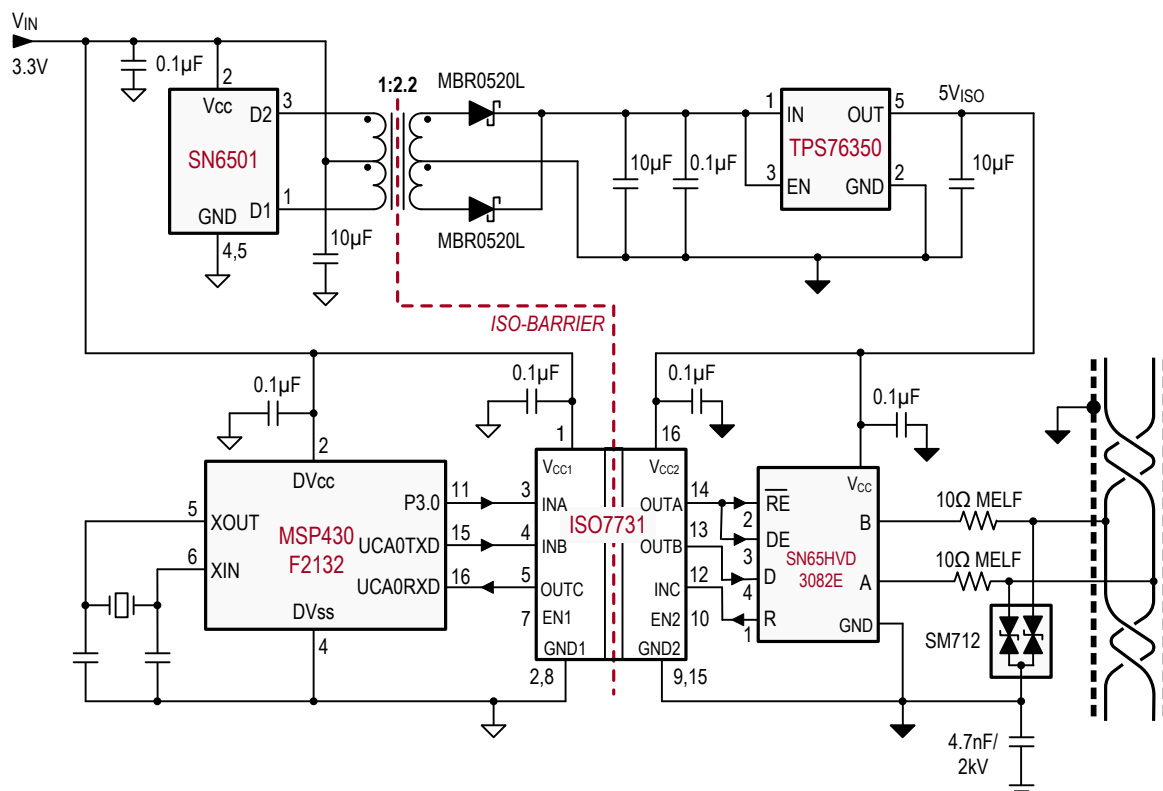 VIN
3.3V
0.1µF
2
Vcc
D2
3
SN6501
D1
1
GND
4,5
10µF
1:2.2
MBR0520L
MBR0520L
10µF
0.1µF
1
IN
OUT
5
TPS76350
3
EN
GND
2
5VISO
10µF
ISO-BARRIER
0.1µF
2
DVcc
5
XOUT
6
XIN
MSP430
F2132
P3.0
11
UCA0TXD
15
UCA0RXD
16
DVss
4
0.1µF
1
VCC1
3
INA
4
INB
5
OUTC
7
EN1
GND1
2,8
ISO7731
0.1µF
16
VCC2
OUTA
14
OUTB
13
INC
12
EN2
10
GND2
9,15
0.1µF
VCC
RE
2
DE
3
D
4
R
1
SN65HVD
3082E
B
A
GND
10Ω MELF
10Ω MELF
SM712
4.7nF/
2kV